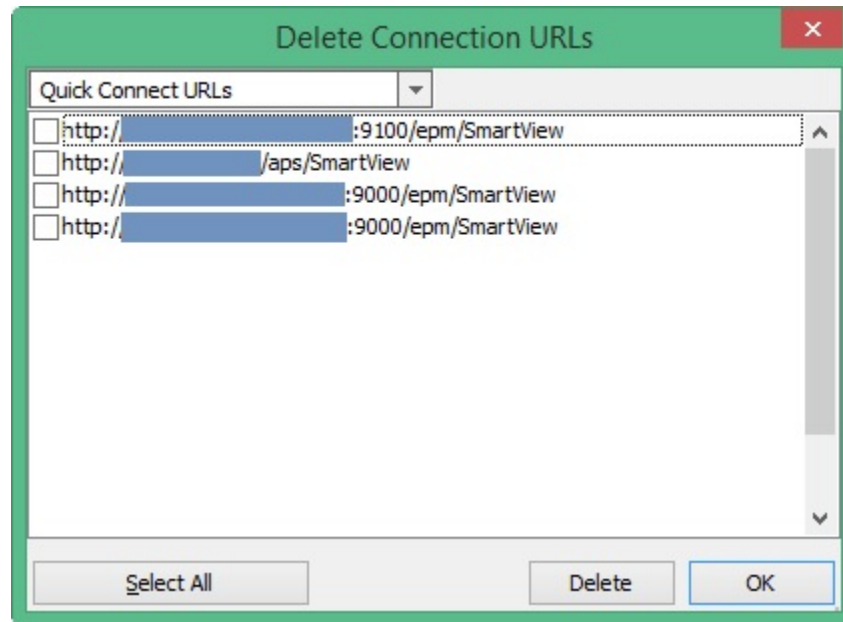 Delete Connection URLs
Quick Connect URLs
http:// :9100/epm/SmartView
http:// /aps/SmartView
http:// :9000/epm/SmartView
http:// :9000/epm/SmartView
Select All Delete OK